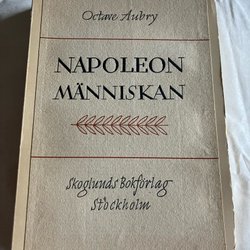 Octave Aubry
NAPOLEON
MÄNNISKAN
Skoglunds Bokförlag
Stockholm